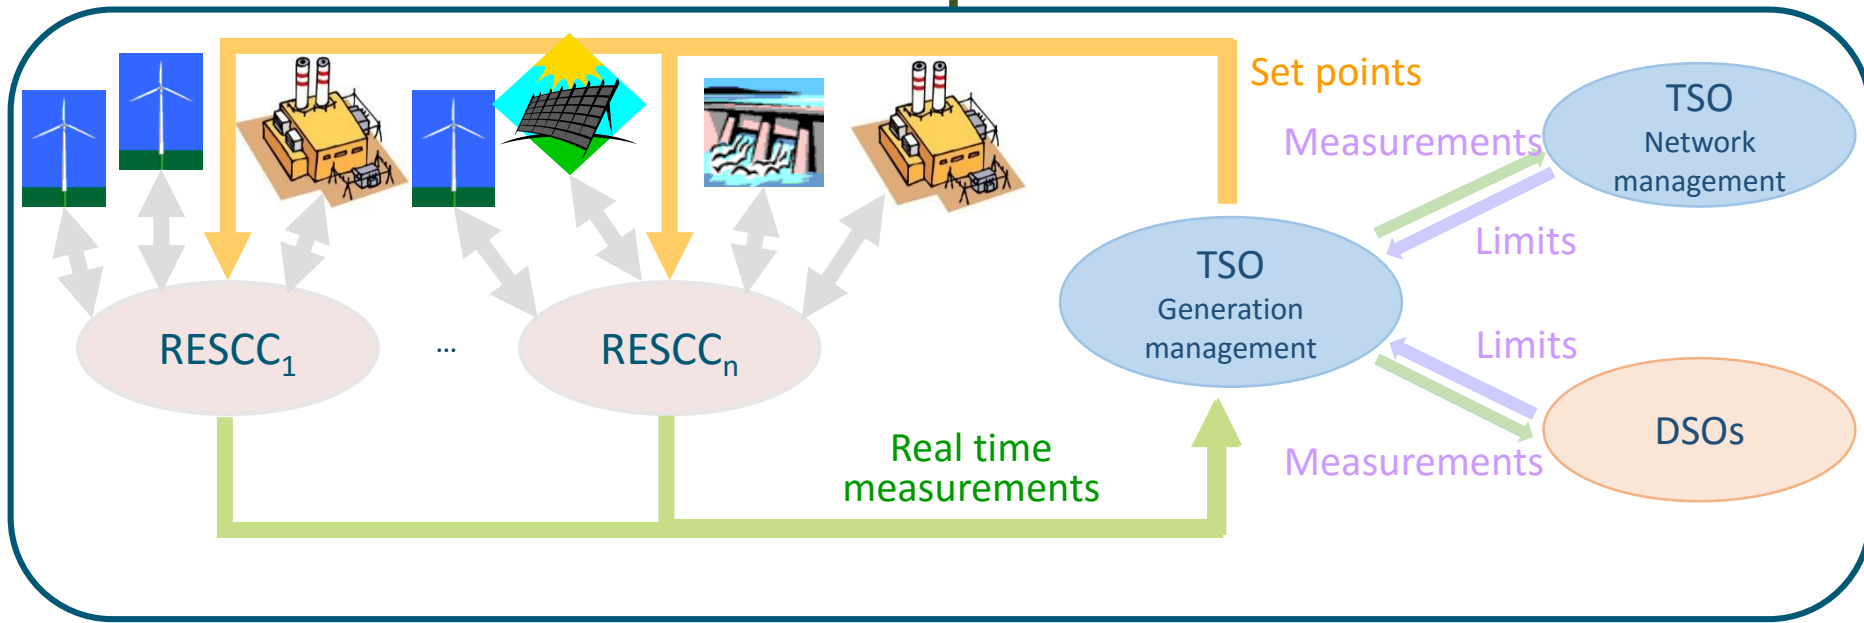 Set points
TSO
Network
management
Measurements
Limits
TSO
Generation
management
RESCC1
...
RESCCn
Limits
DSOs
Measurements
Real time
measurements